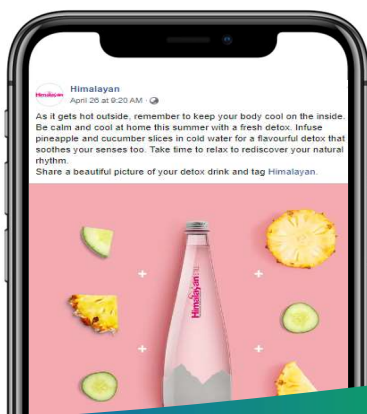 Himalayan
Himalayan
April 26 at 9:20 AM ·
As it gets hot outside, remember to keep your body cool on the inside.
Be calm and cool at home this summer with a fresh detox. Infuse
pineapple and cucumber slices in cold water for a flavourful detox that
soothes your senses too. Take time to relax to rediscover your natural
rhythm.
Share a beautiful picture of your detox drink and tag Himalayan.
+ +
Himalayan
+ +